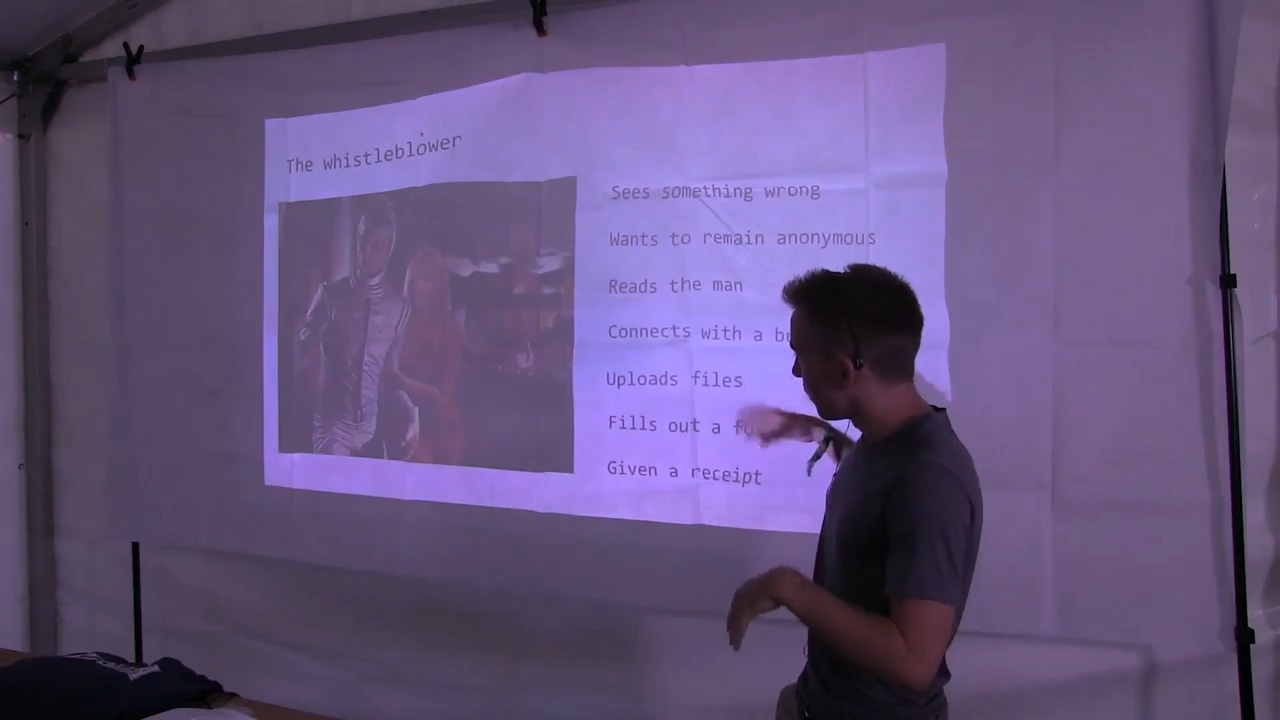 The whistleblower
Sees something wrong
Wants to remain anonymous
Reads the man
Connects with a
Uploads files
Fills out a
Given a receipt